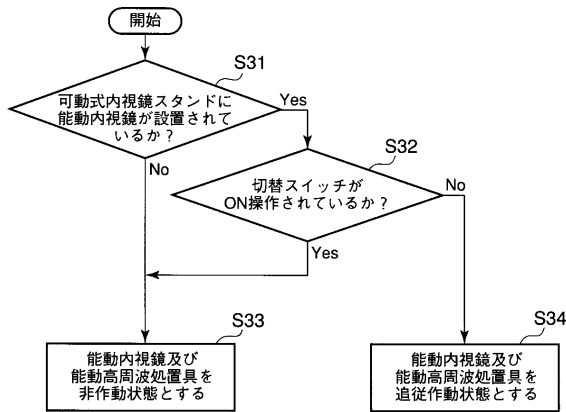 開始
S31
可動式内視鏡スタンドに
能動内視鏡が設置されて
いるか？
Yes
No
S32
切替スイッチが
ON操作されているか？
No
Yes
S33
能動内視鏡及び
能動高周波処置具を
非作動状態とする
S34
能動内視鏡及び
能動高周波処置具を
追従作動状態とする